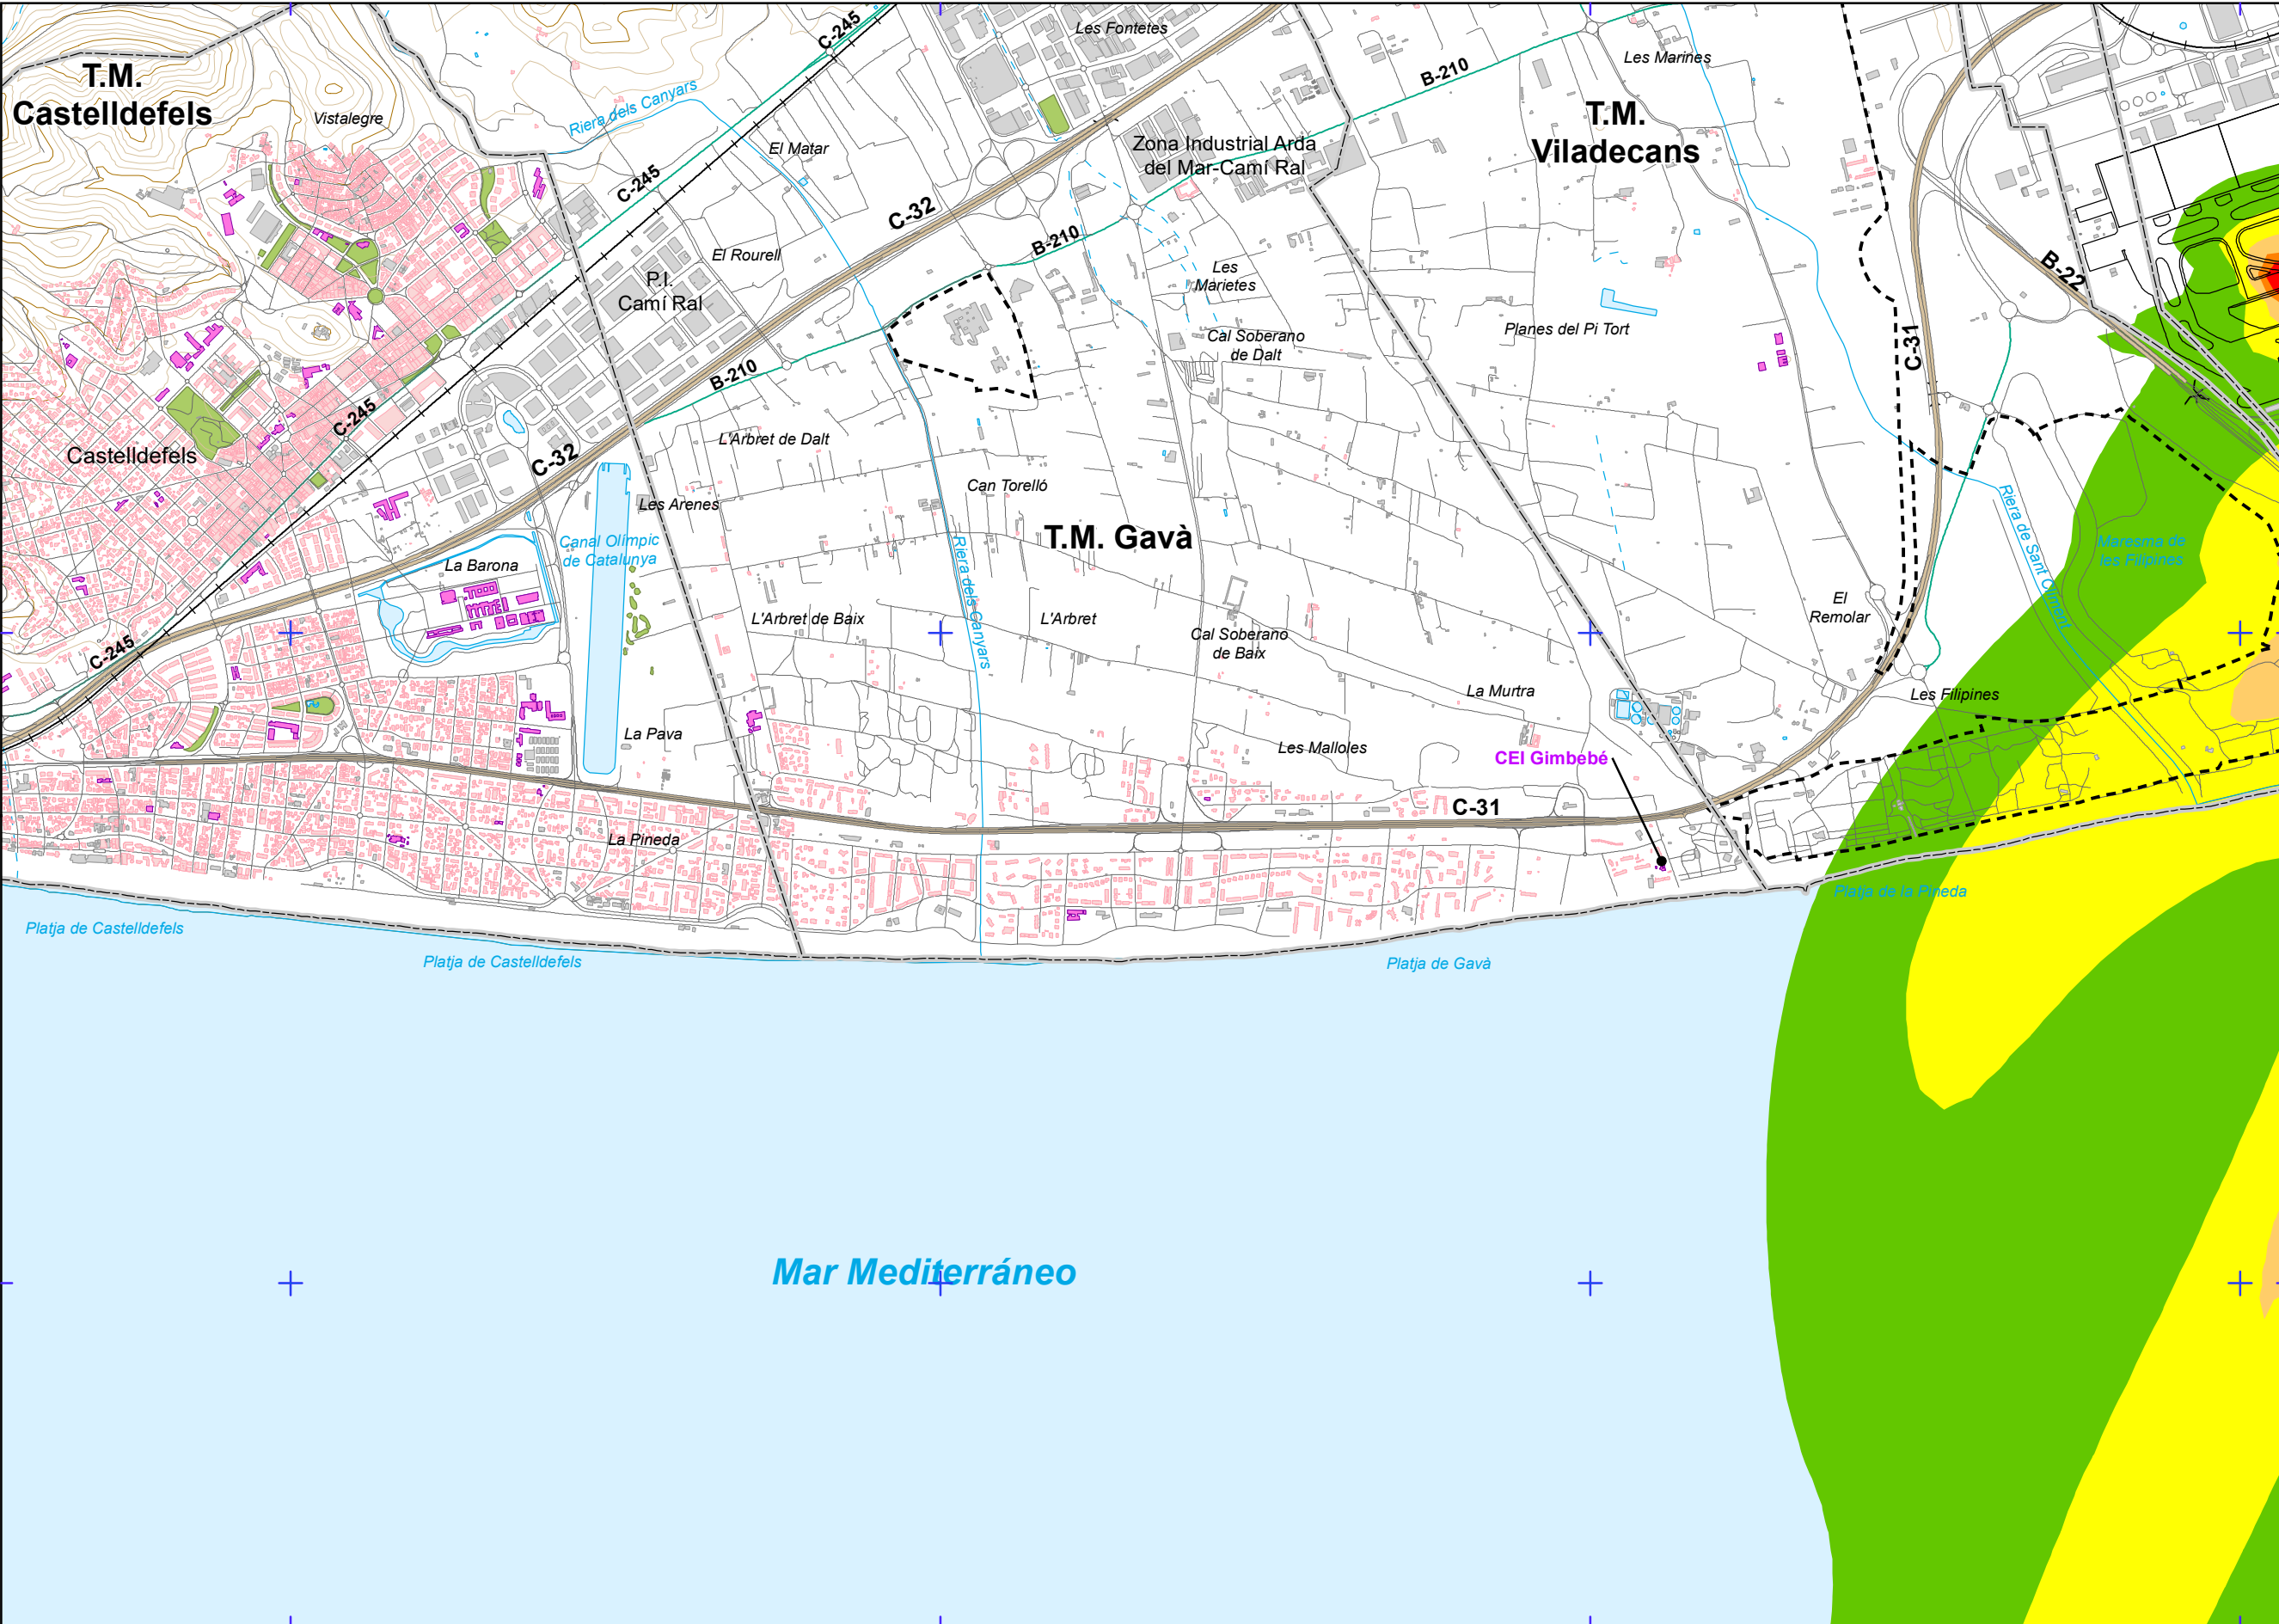 C-245
Les Fontetes
Les Marines
T.M.
Castelldefels
Vistalegre
Riera dels Canyars
El Matar
B-210
T.M.
Viladecans
Zona Industrial Arda
del Mar-Camí Ral
C-245
C-32
B-210
El Rourell
P.I.
Camí Ral
Les
Marietes
B-22
Planes del Pi Tort
Cal Soberano
de Dalt
C-31
B-210
C-245
L'Arbret de Dalt
Castelldefels
C-32
Can Torelló
Les Arenes
T.M. Gavà
Canal Olímpic
de Catalunya
Riera dels Canyars
Riera de Sant Climent
Maresma de
les Filipines
La Barona
L'Arbret de Baix
L'Arbret
El
Remolar
Cal Soberano
de Baix
C-245
La Murtra
Les Filipines
La Pava
Les Malloles
CEI Gimbebé
C-31
La Pineda
Platja de la Pineda
Platja de Castelldefels
Platja de Castelldefels
Platja de Gavà
Mar Mediterráneo